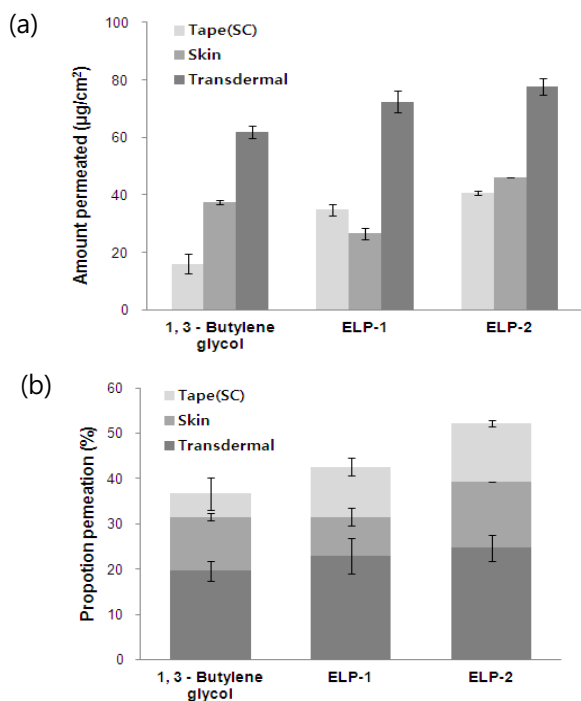 (a)
Tape(SC)
Skin
Transdermal
Amount permeated (μg/cm²)
100
80
60
40
20
0
1, 3 - Butylene
glycol
ELP-1
ELP-2
(b)
Tape(SC)
Skin
Transdermal
Propotion pemeation (%)
60
50
40
30
20
10
0
1, 3 - Butylene
glycol
ELP-1
ELP-2